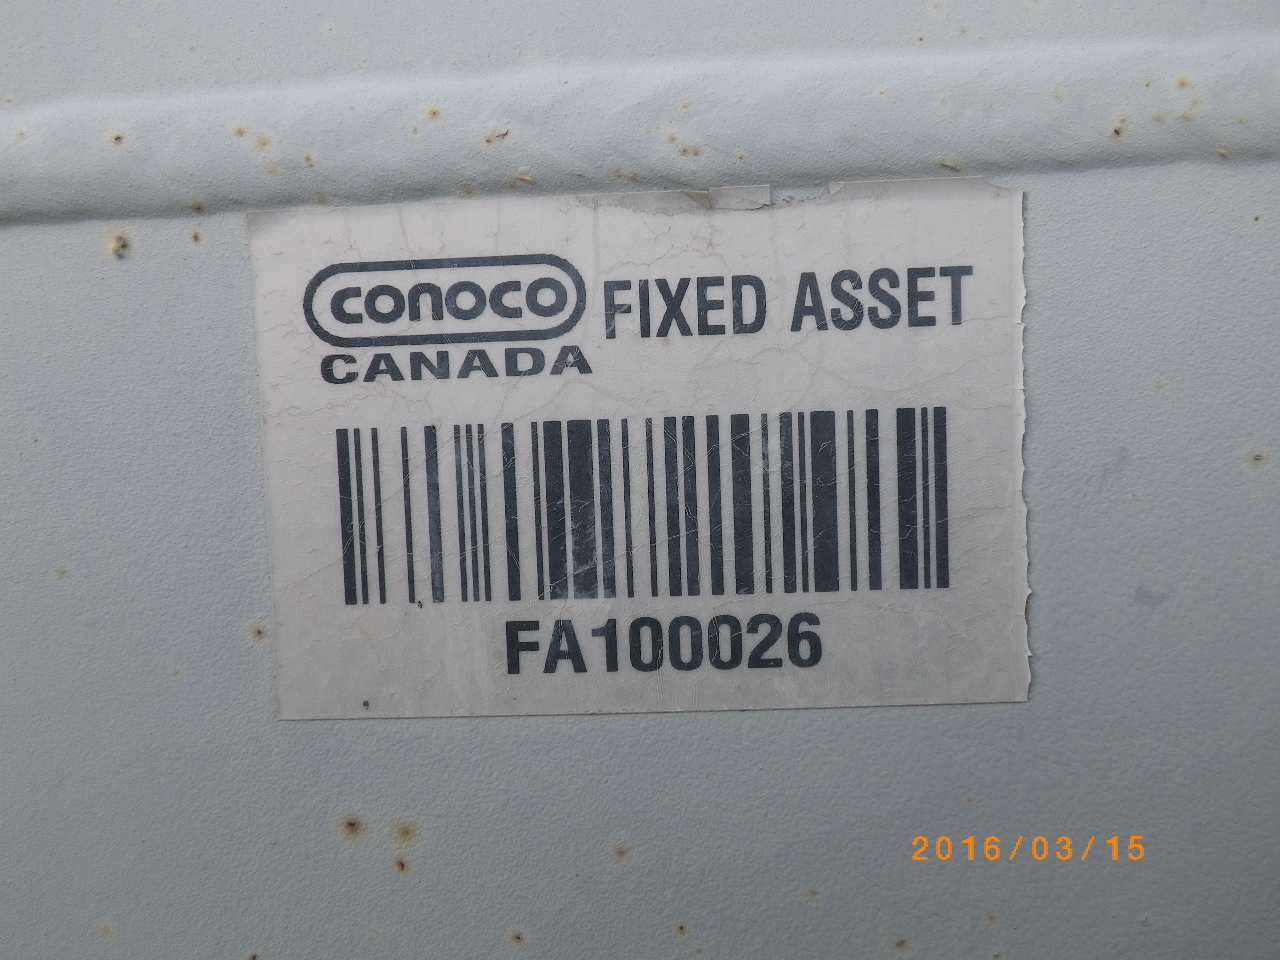 CONOCO FIXED ASSET
CANADA
FA100026
2016/03/15